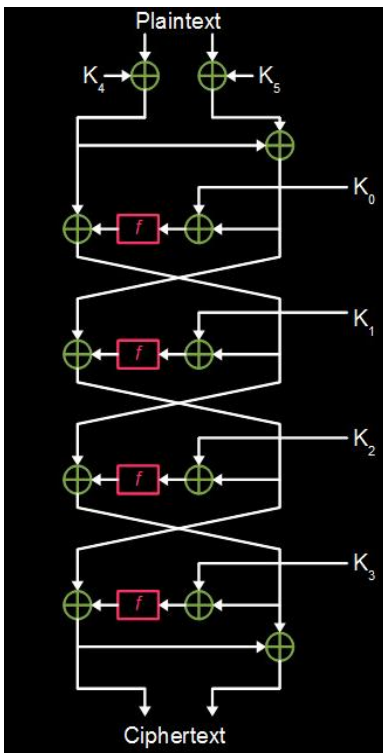 Plaintext
K₄ K₅
K₀
f
K₁
f
K₂
f
K₃
f
Ciphertext